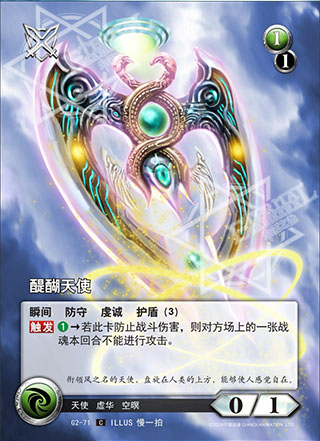 1
1
醍醐天使
瞬间 防守 虔诚 护盾（3）
触发 1→若此卡防止战斗伤害，则对方场上的一张战
魂本回合不能进行攻击。
衔领风之名的天使，盘旋在人类的上方，能够使人感觉自在。
天使 虚华 空暝
0/1
G2-71 C ILLUS 慢一拍